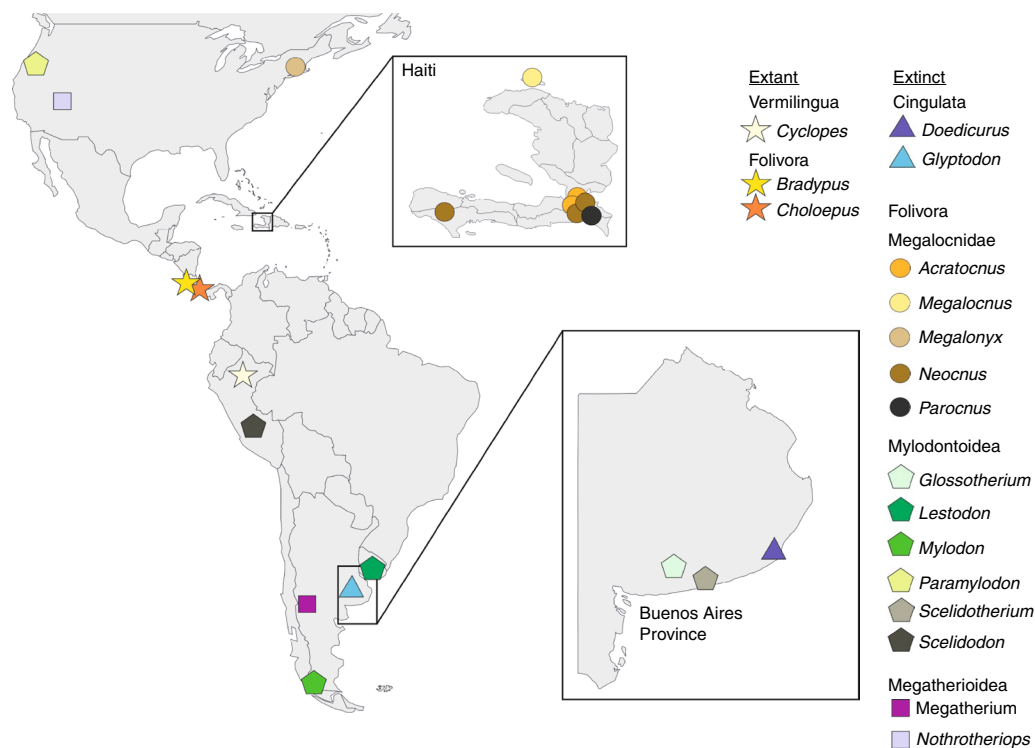 Haiti
Buenos Aires
Province
Extant
Vermilingua
Cyclopes
Folivora
Bradypus
Choloepus
Extinct
Cingulata
Doedicurus
Glyptodon
Folivora
Megalocnidae
Acratocnus
Megalocnus
Megalonyx
Neocnus
Parocnus
Mylodontoidea
Glossotherium
Lestodon
Mylodon
Paramylodon
Scelidotherium
Scelidodon
Megatherioidea
Megatherium
Nothrotheriops